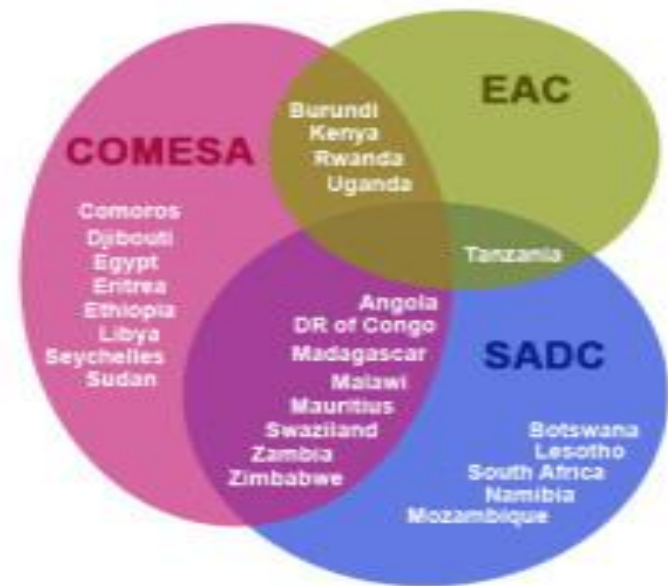 EAC
Burundi
Kenya
Rwanda
Uganda
COMESA
Comoros
Djibouti
Egypt
Eritrea
Ethiopia
Libya
Seychelles
Sudan
Tanzania
Angola
DR of Congo
Madagascar
Malawi
Mauritius
Swaziland
Zambia
Zimbabwe
SADC
Botswana
Lesotho
South Africa
Namibia
Mozambique